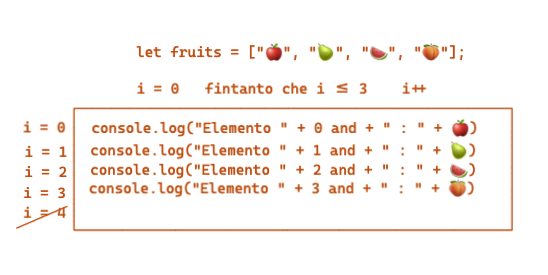 let fruits = ["🍎", "🍐", "🍉", "🍑"];
i = 0 fintanto che i ≤ 3 i++
i = 0 console.log("Elemento " + 0 and + " : " + 🍎)
i = 1 console.log("Elemento " + 1 and + " : " + 🍐)
i = 2 console.log("Elemento " + 2 and + " : " + 🍉)
i = 3 console.log("Elemento " + 3 and + " : " + 🍑)
i = 4